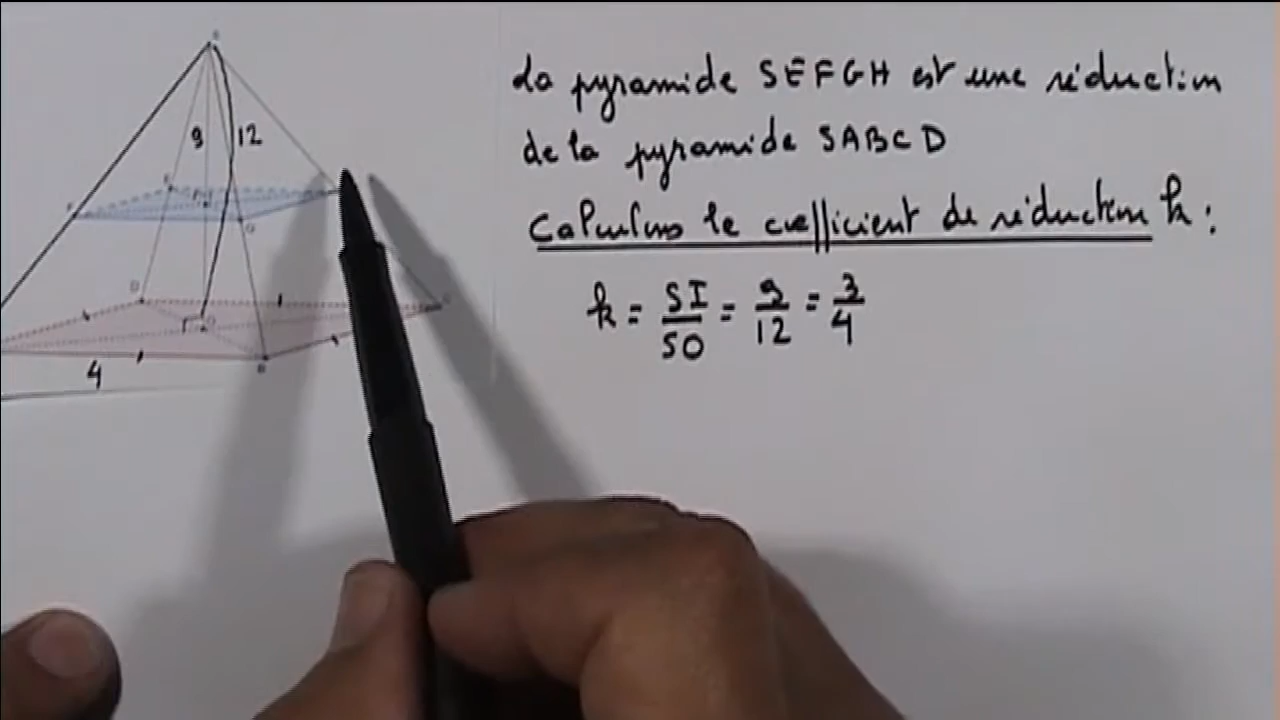 La pyramide SEFGH est une réduction
de la pyramide SABCD
Calculons le coefficient de réduction k :
k = SI/SO = 9/12 = 3/4
9
12
4